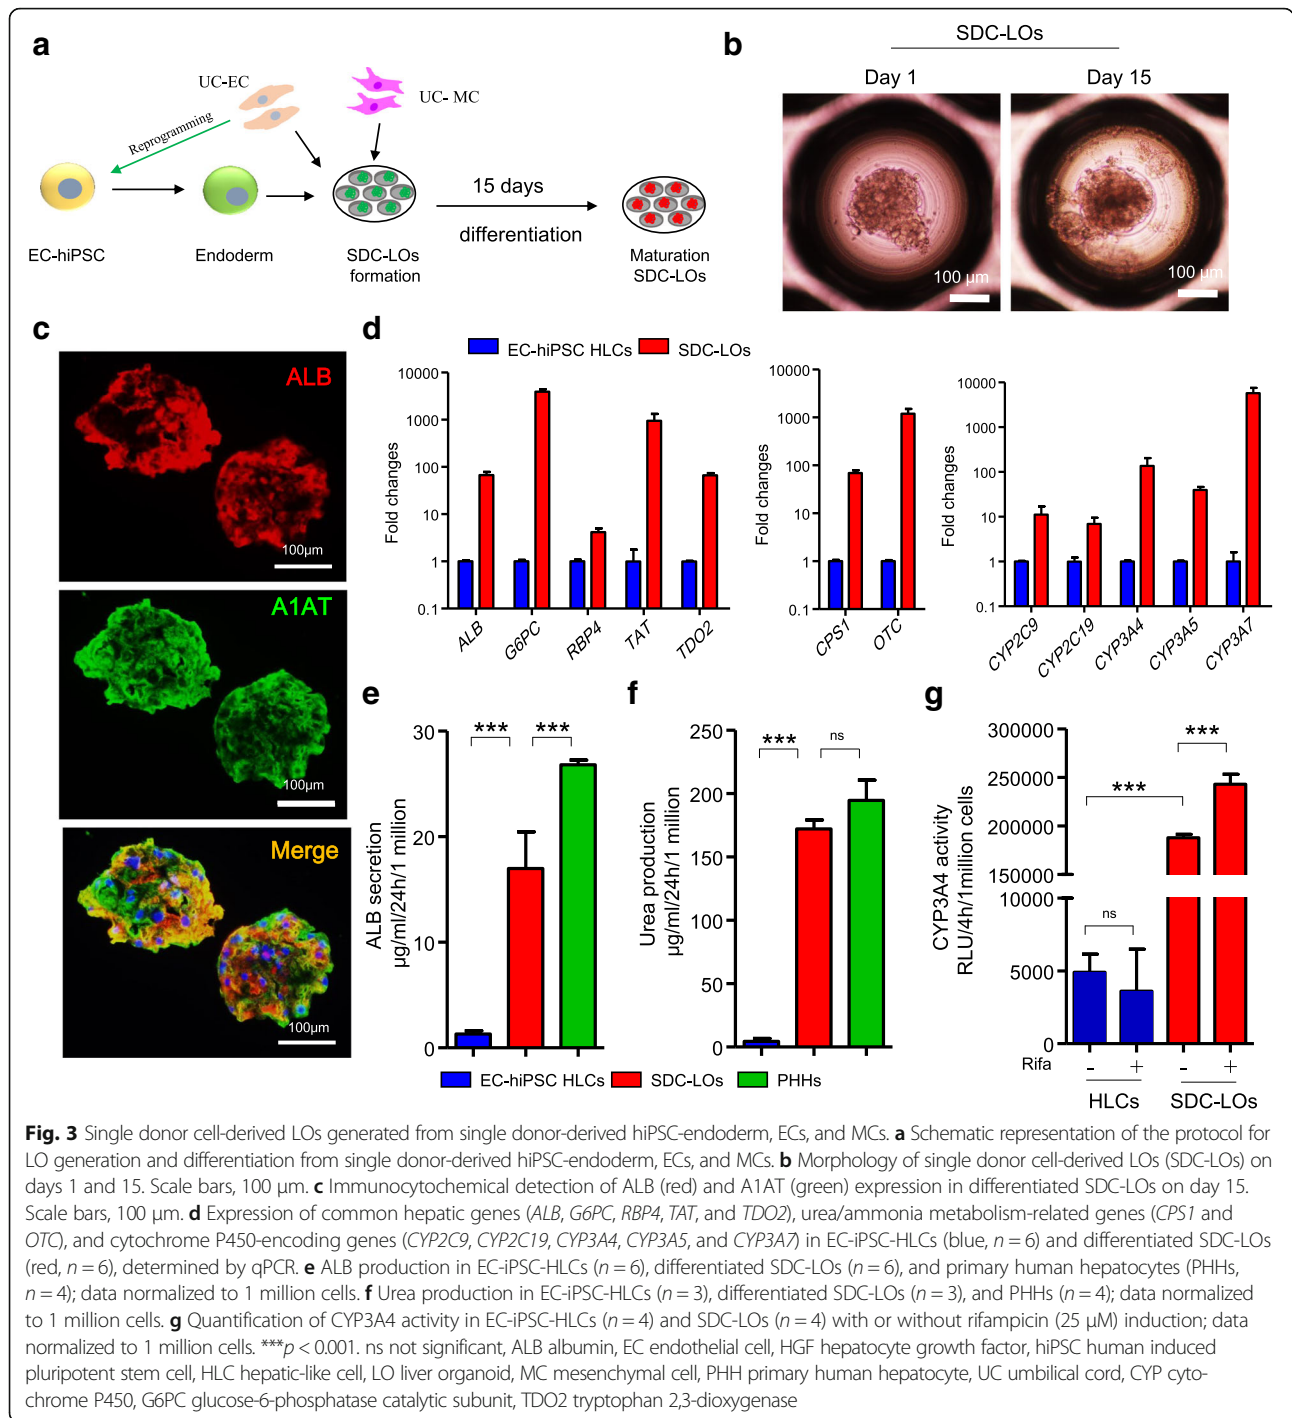 a
UC-EC
UC- MC
Reprogramming
15 days
differentiation
EC-hiPSC
Endoderm
SDC-LOs
formation
Maturation
SDC-LOs
b
SDC-LOs
Day 1
Day 15
100 µm
100 µm
c
ALB
100µm
A1AT
100µm
Merge
100µm
d
EC-hiPSC HLCs
SDC-LOs
Fold changes
10000
1000
100
10
1
0.1
ALB
G6PC
RBP4
TAT
TDO2
Fold changes
10000
1000
100
10
1
0.1
CPS1
OTC
Fold changes
10000
1000
100
10
1
0.1
CYP2C9
CYP2C19
CYP3A4
CYP3A5
CYP3A7
e
ALB secretion
µg/ml/24h/1 million
30
20
10
0
***
***
f
Urea production
µg/ml/24h/1 million
250
200
150
100
50
0
***
ns
EC-hiPSC HLCs
SDC-LOs
PHHs
g
CYP3A4 activity
RLU/4h/1million cells
300000
250000
200000
150000
10000
5000
0
ns
***
***
Rifa
- + - +
HLCs
SDC-LOs
Fig. 3 Single donor cell-derived LOs generated from single donor-derived hiPSC-endoderm, ECs, and MCs. a Schematic representation of the protocol for
LO generation and differentiation from single donor-derived hiPSC-endoderm, ECs, and MCs. b Morphology of single donor cell-derived LOs (SDC-LOs) on
days 1 and 15. Scale bars, 100 µm. c Immunocytochemical detection of ALB (red) and A1AT (green) expression in differentiated SDC-LOs on day 15.
Scale bars, 100 µm. d Expression of common hepatic genes (ALB, G6PC, RBP4, TAT, and TDO2), urea/ammonia metabolism-related genes (CPS1 and
OTC), and cytochrome P450-encoding genes (CYP2C9, CYP2C19, CYP3A4, CYP3A5, and CYP3A7) in EC-iPSC-HLCs (blue, n = 6) and differentiated SDC-LOs
(red, n = 6), determined by qPCR. e ALB production in EC-iPSC-HLCs (n = 6), differentiated SDC-LOs (n = 6), and primary human hepatocytes (PHHs,
n = 4); data normalized to 1 million cells. f Urea production in EC-iPSC-HLCs (n = 3), differentiated SDC-LOs (n = 3), and PHHs (n = 4); data normalized
to 1 million cells. g Quantification of CYP3A4 activity in EC-iPSC-HLCs (n = 4) and SDC-LOs (n = 4) with or without rifampicin (25 µM) induction; data
normalized to 1 million cells. ***p < 0.001. ns not significant, ALB albumin, EC endothelial cell, HGF hepatocyte growth factor, hiPSC human induced
pluripotent stem cell, HLC hepatic-like cell, LO liver organoid, MC mesenchymal cell, PHH primary human hepatocyte, UC umbilical cord, CYP cyto-
chrome P450, G6PC glucose-6-phosphatase catalytic subunit, TDO2 tryptophan 2,3-dioxygenase